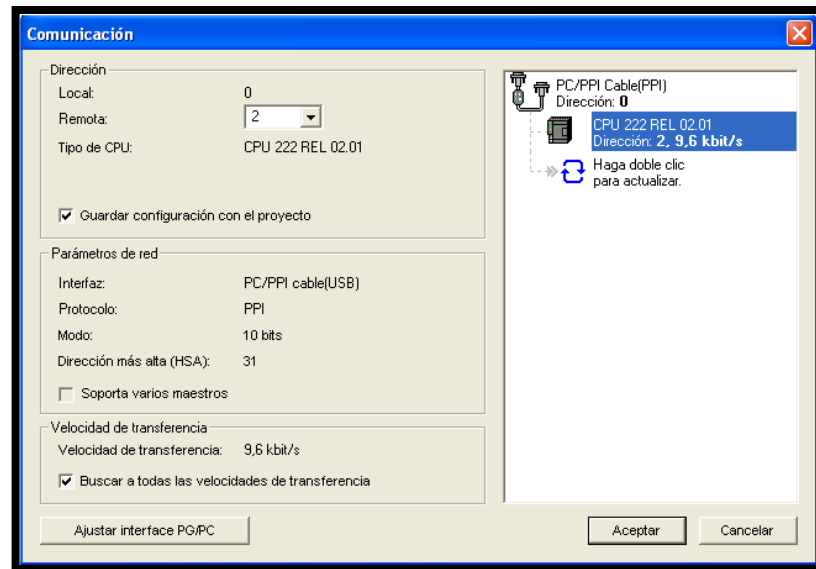 Comunicación
Dirección
Local: 0
Remota: 2
Tipo de CPU: CPU 222 REL 02.01
Guardar configuración con el proyecto
Parámetros de red
Interfaz: PC/PPI cable(USB)
Protocolo: PPI
Modo: 10 bits
Dirección más alta (HSA): 31
Soporta varios maestros
Velocidad de transferencia
Velocidad de transferencia: 9,6 kbit/s
Buscar a todas las velocidades de transferencia
Ajustar interface PG/PC
PC/PPI Cable(PPI)
Dirección: 0
CPU 222 REL 02.01
Dirección: 2, 9,6 kbit/s
Haga doble clic
para actualizar.
Aceptar
Cancelar